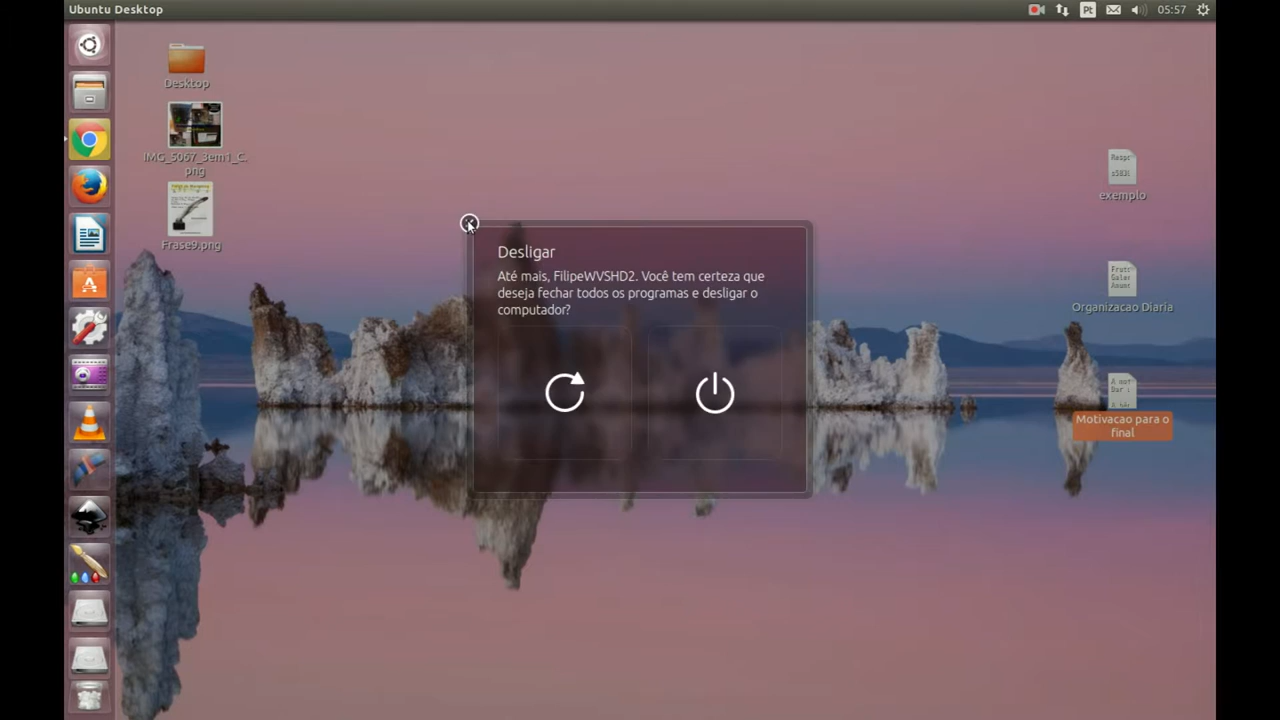 Ubuntu Desktop
Pt
05:57
Desktop
IMG_5067_3em1_C.
png
Frase9.png
exemplo
Organizacao Diaria
Motivacao para o
final
Desligar
Até mais, FilipeWVSHD2. Você tem certeza que
deseja fechar todos os programas e desligar o
computador?